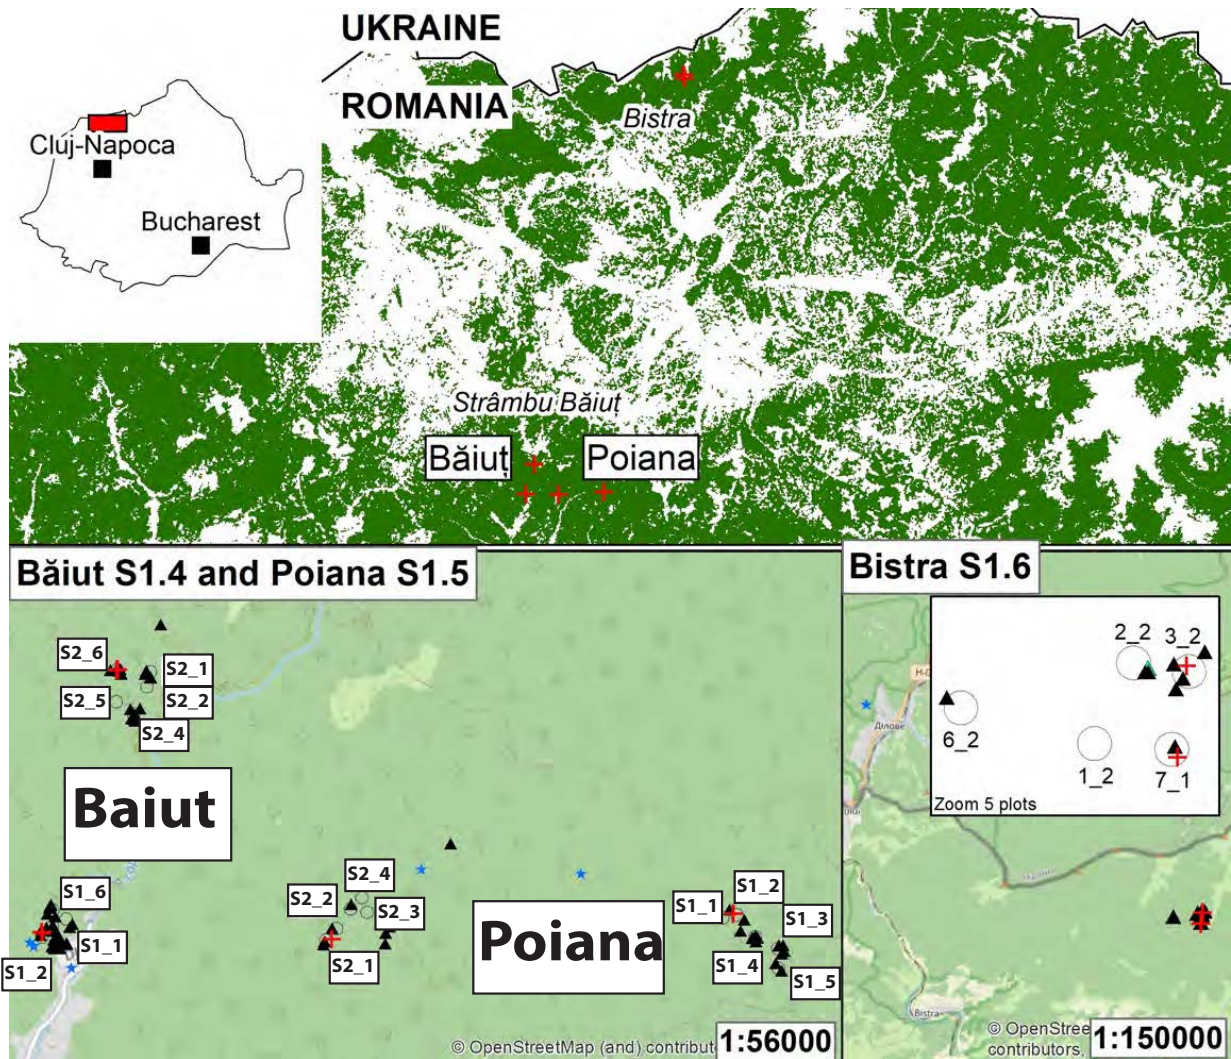 UKRAINE
ROMANIA
Bistra
Cluj-Napoca
Bucharest
Strâmbu Băiuț
Băiuț
Poiana
Băiut S1.4 and Poiana S1.5
S2_6
S2_1
S2_5
S2_2
S2_4
Baiut
S1_6
S1_1
S1_2
S2_4
S2_2
S2_3
S2_1
Poiana
S1_2
S1_1
S1_3
S1_4
S1_5
© OpenStreetMap (and) contribut
1:56000
Bistra S1.6
2_2
3_2
6_2
1_2
7_1
Zoom 5 plots
Ділове
Bistra
© OpenStree
contributors,
1:150000